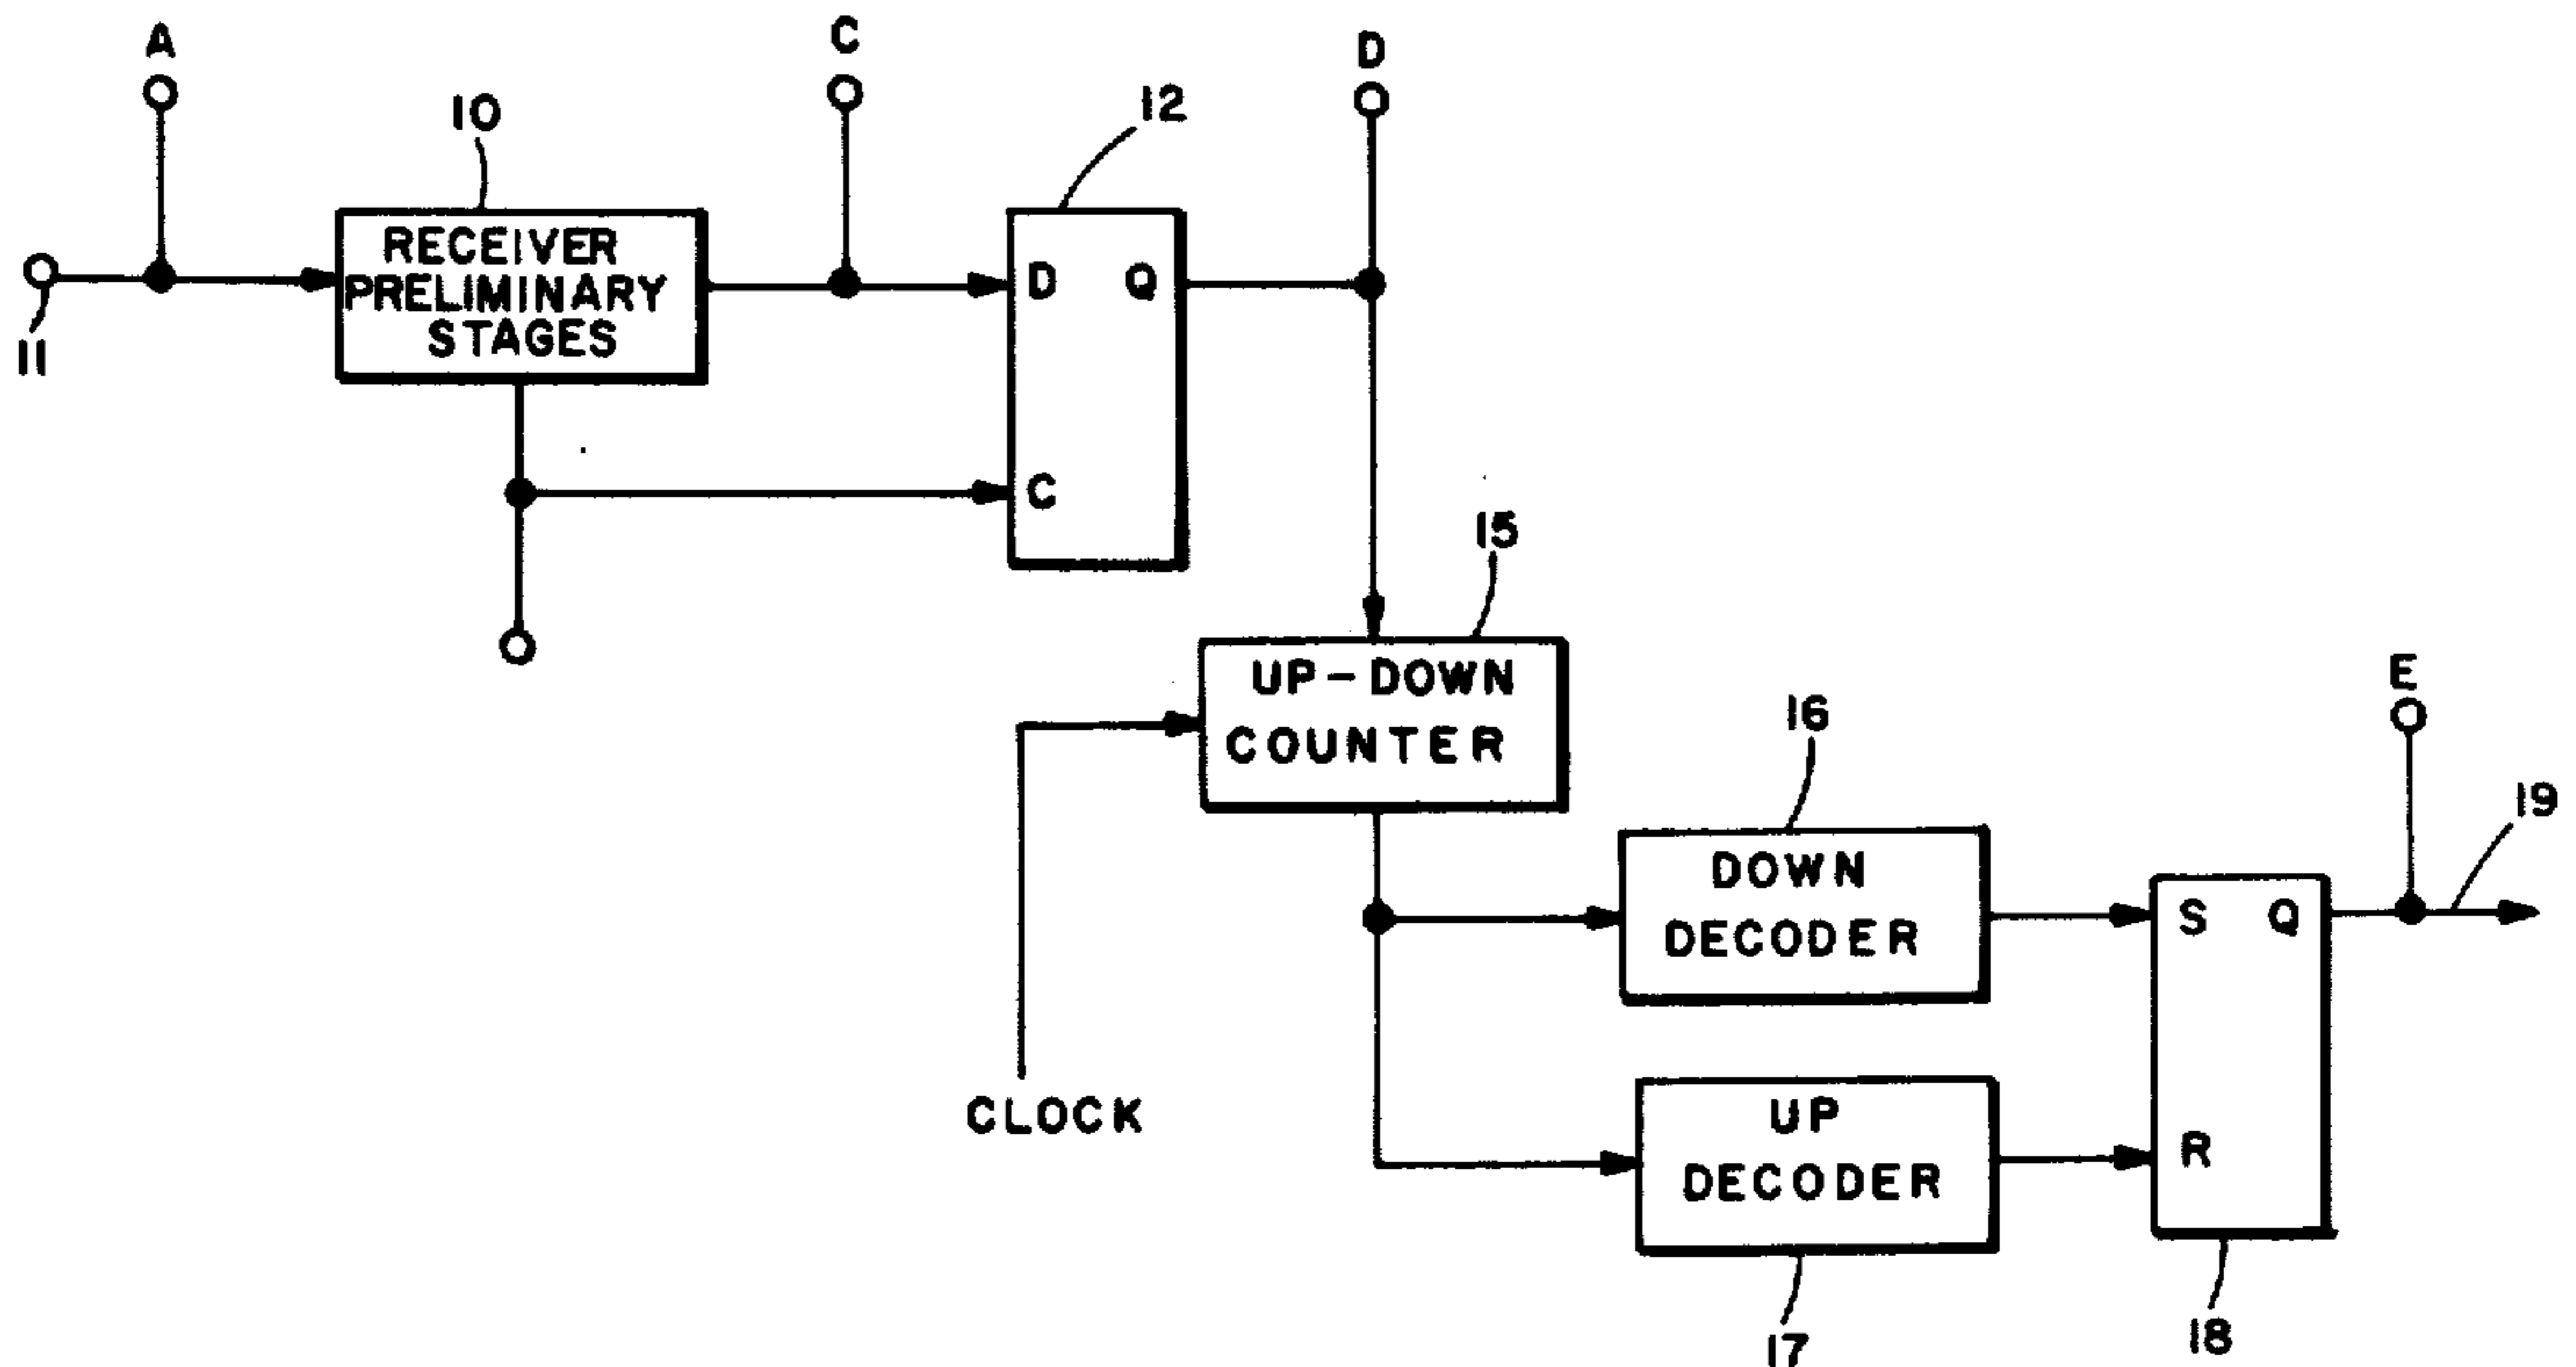 A
C
D
10
12
RECEIVER
PRELIMINARY
STAGES
11
D Q
C
15
UP-DOWN
COUNTER
CLOCK
16
E
19
DOWN
DECODER
S Q
R
UP
DECODER
17
18